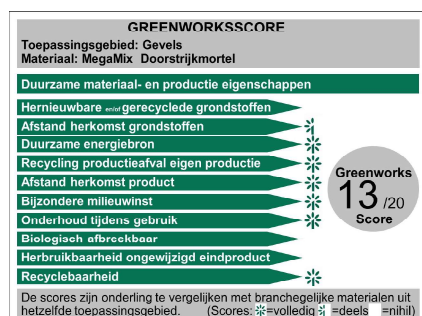 GREENWORKSSCORE
Toepassingsgebied: Gevels
Materiaal: MegaMix Doorstrijkmortel
Duurzame materiaal- en productie eigenschappen
Hernieuwbare en/of gerecyclede grondstoffen
Afstand herkomst grondstoffen
Duurzame energiebron
Recycling productieafval eigen productie
Afstand herkomst product
Bijzondere milieuwinst
Onderhoud tijdens gebruik
Biologisch afbreekbaar
Herbruikbaarheid ongewijzigd eindproduct
Recyclebaarheid
Greenworks
13 /20
Score
De scores zijn onderling te vergelijken met branchegelijke materialen uit
hetzelfde toepassingsgebied. (Scores: =volledig =deels =nihil)